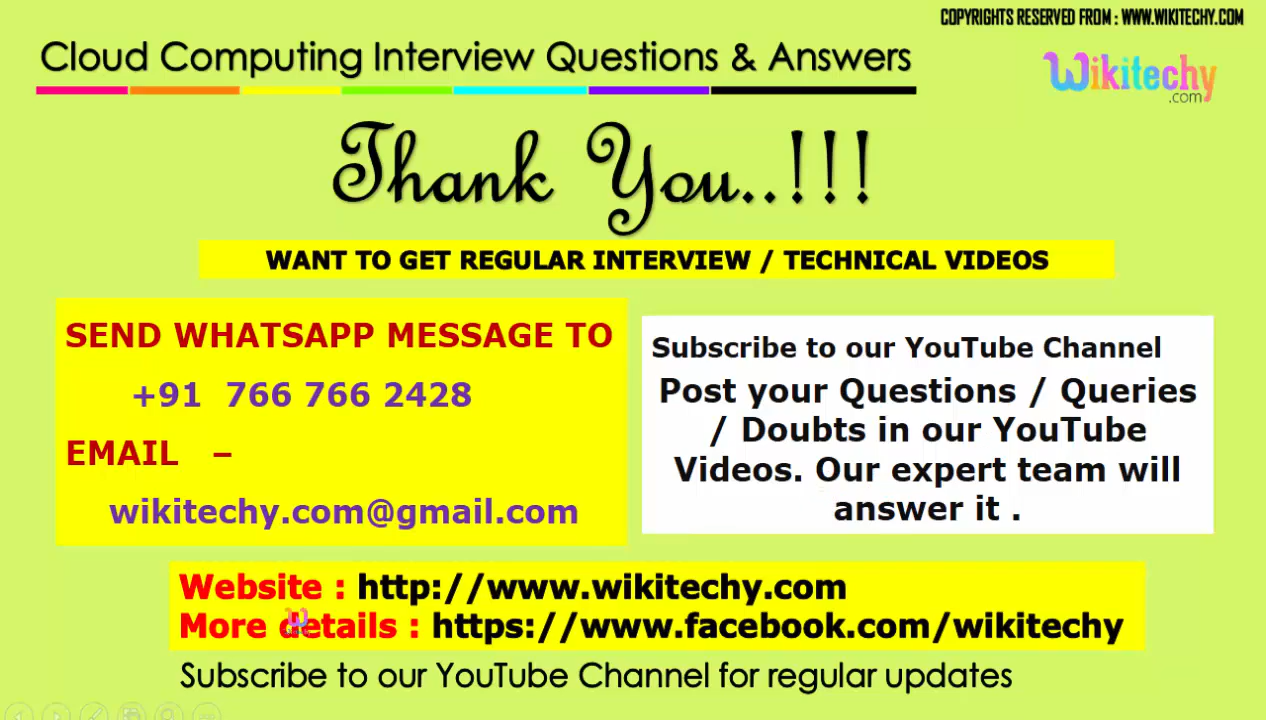 COPYRIGHTS RESERVED FROM : WWW.WIKITECHY.COM
Cloud Computing Interview Questions & Answers
Wikitechy
.com
Thank You..!!!
WANT TO GET REGULAR INTERVIEW / TECHNICAL VIDEOS
SEND WHATSAPP MESSAGE TO
+91 766 766 2428
EMAIL –
wikitechy.com@gmail.com
Subscribe to our YouTube Channel
Post your Questions / Queries
/ Doubts in our YouTube
Videos. Our expert team will
answer it .
Website : http://www.wikitechy.com
More details : https://www.facebook.com/wikitechy
Subscribe to our YouTube Channel for regular updates